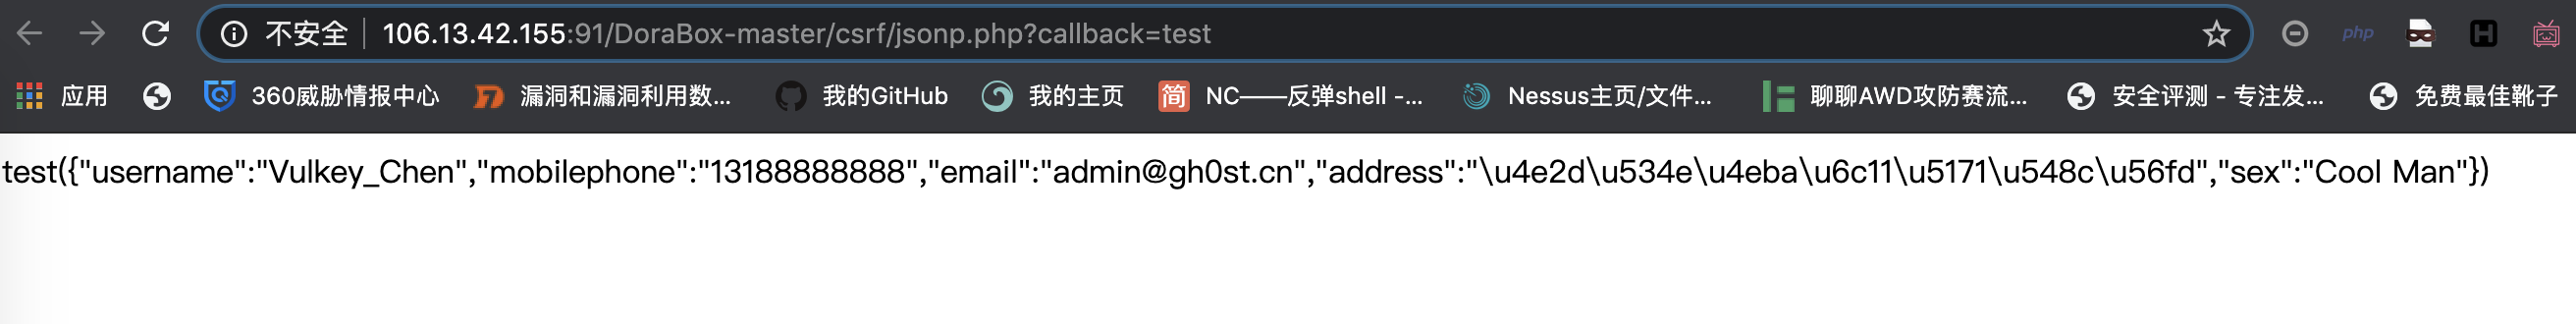 不安全 106.13.42.155:91/DoraBox-master/csrf/jsonp.php?callback=test php
应用 360威胁情报中心 漏洞和漏洞利用数... 我的GitHub 我的主页 简 NC——反弹shell -... Nessus主页/文件... 聊聊AWD攻防赛流... 安全评测 - 专注发... 免费最佳靴子
test({"username":"Vulkey_Chen","mobilephone":"13188888888","email":"admin@gh0st.cn","address":"\u4e2d\u534e\u4eba\u6c11\u5171\u548c\u56fd","sex":"Cool Man"})